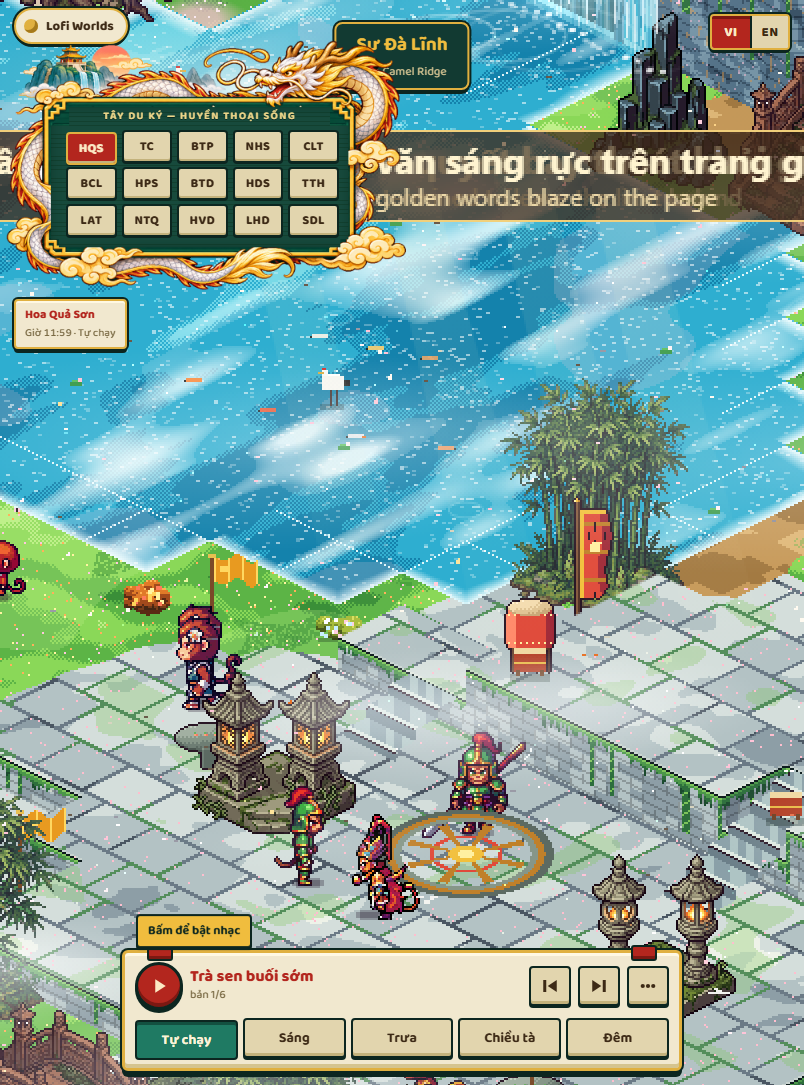 Lofi Worlds
Sư Đà Lĩnh
Camel Ridge
VI
EN
TÂY DU KÝ — HUYỀN THOẠI SỐNG
HQS
TC
BTP
NHS
CLT
BCL
HPS
BTD
HDS
TTH
LAT
NTQ
HVD
LHD
SDL
văn sáng rực trên trang
golden words blaze on the page
Hoa Quả Sơn
Giờ 11:59 · Tự chạy
Bấm để bật nhạc
Trà sen buổi sớm
bản 1/6
Tự chạy
Sáng
Trưa
Chiều tà
Đêm